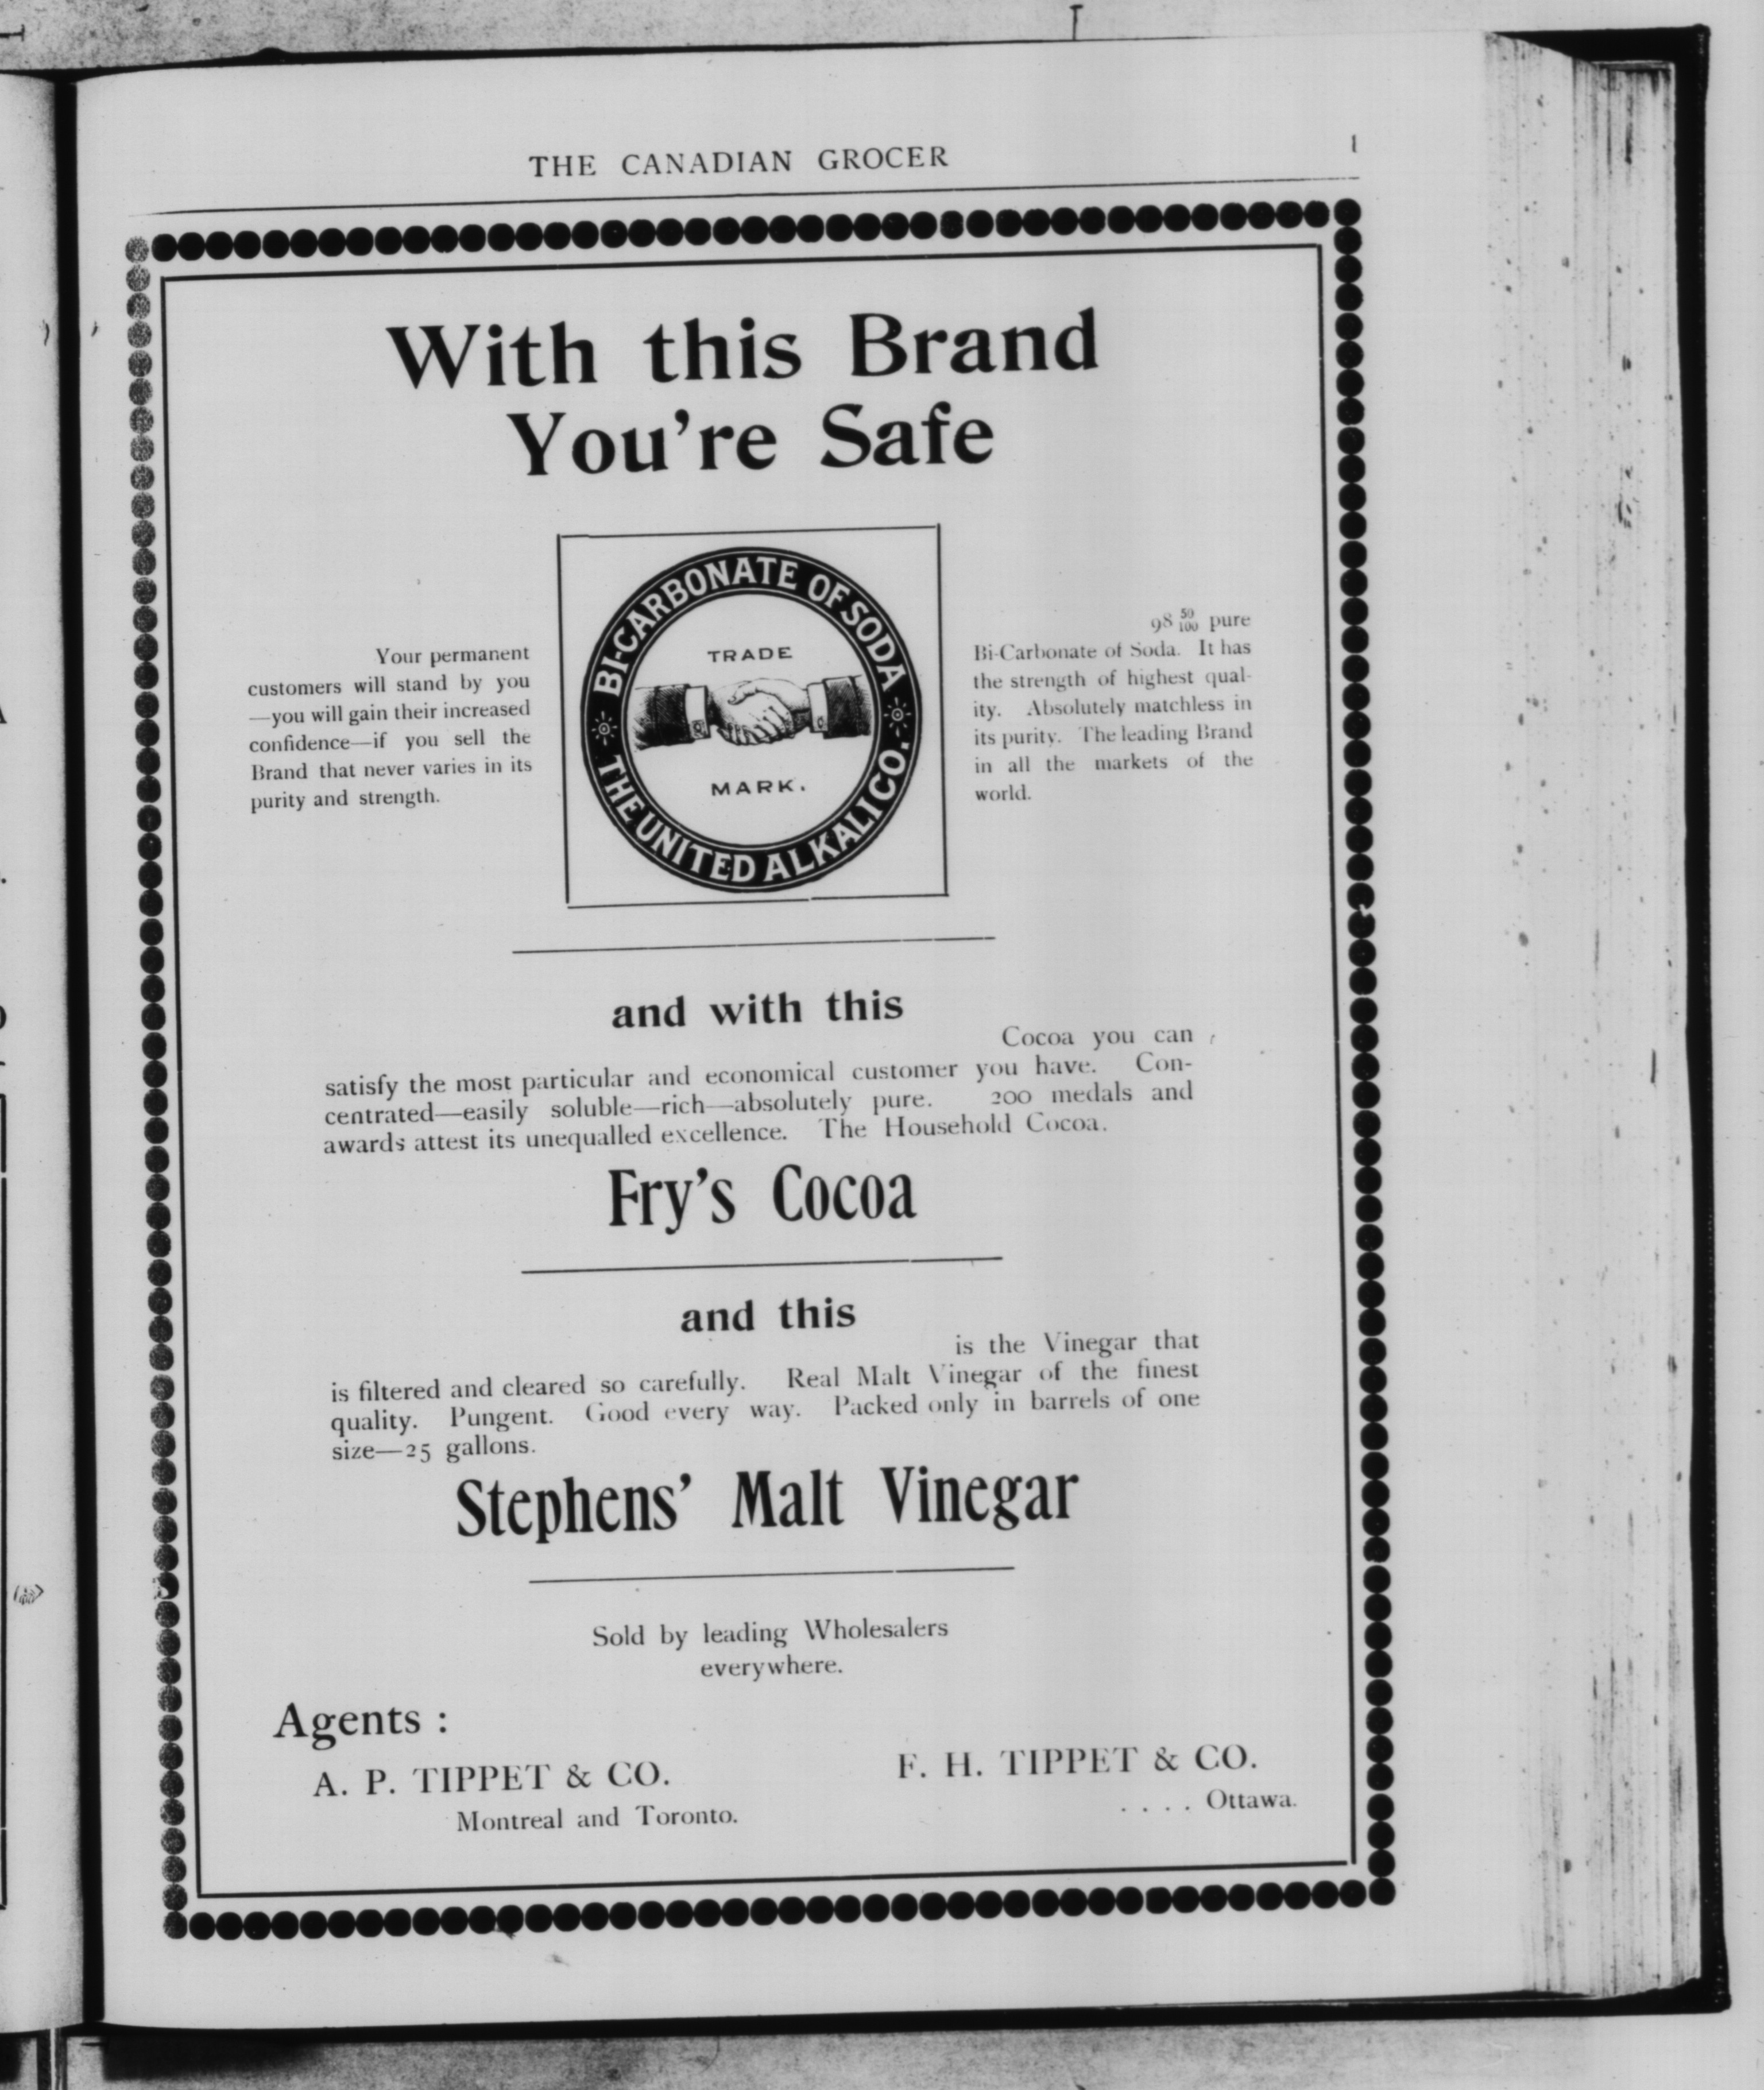 THE CANADIAN GROCER
1
With this Brand
You're Safe
Your permanent
customers will stand by you
—you will gain their increased
confidence—if you sell the
Brand that never varies in its
purity and strength.
BI-CARBONATE OF SODA
TRADE
MARK.
THE UNITED ALKALI CO.
98 50/100 pure
Bi-Carbonate of Soda. It has
the strength of highest qual-
ity. Absolutely matchless in
its purity. The leading Brand
in all the markets of the
world.
and with this
Cocoa you can
satisfy the most particular and economical customer you have. Con-
centrated—easily soluble—rich—absolutely pure. 200 medals and
awards attest its unequalled excellence. The Household Cocoa.
Fry's Cocoa
and this
is the Vinegar that
is filtered and cleared so carefully. Real Malt Vinegar of the finest
quality. Pungent. Good every way. Packed only in barrels of one
size—25 gallons.
Stephens' Malt Vinegar
Sold by leading Wholesalers
everywhere.
Agents :
A. P. TIPPET & CO.
Montreal and Toronto.
F. H. TIPPET & CO.
. . . . Ottawa.